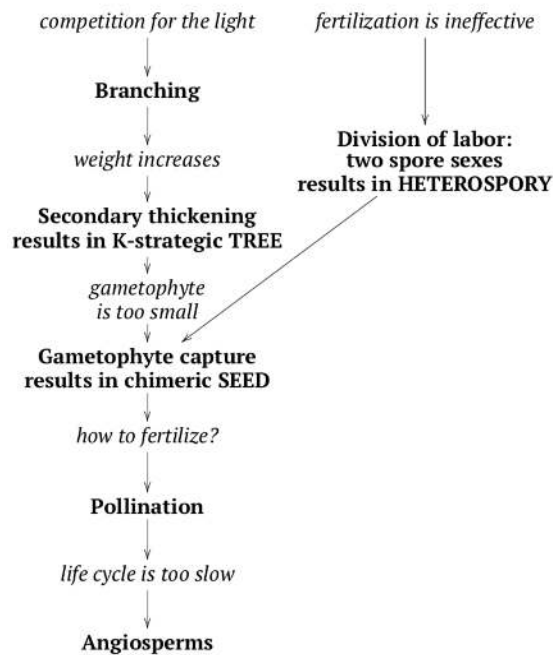 competition for the light
fertilization is ineffective
Branching
weight increases
Division of labor:
two spore sexes
results in HETEROSPORY
Secondary thickening
results in K-strategic TREE
gametophyte
is too small
Gametophyte capture
results in chimeric SEED
how to fertilize?
Pollination
life cycle is too slow
Angiosperms